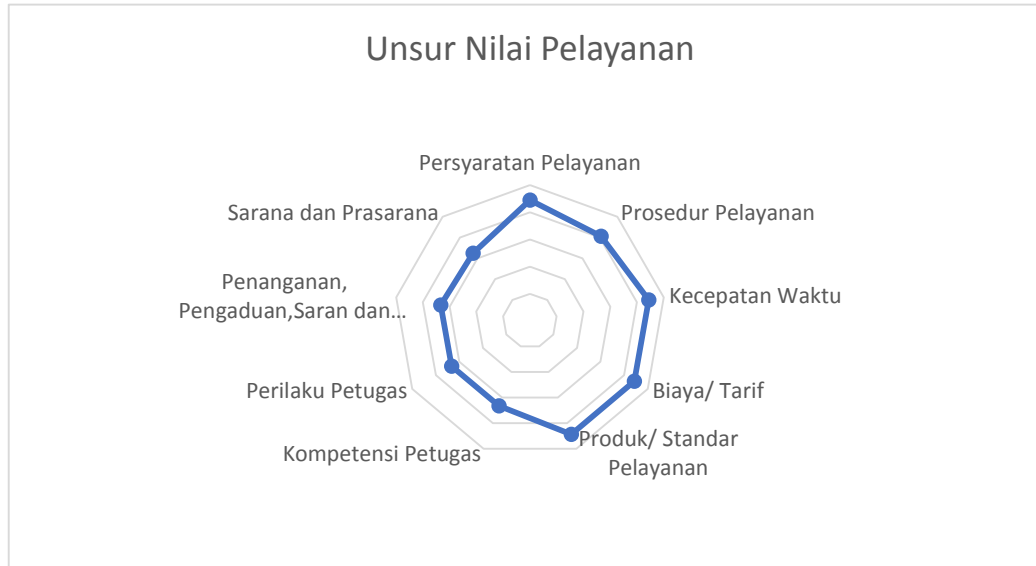 Unsur Nilai Pelayanan
Persyaratan Pelayanan
Prosedur Pelayanan
Kecepatan Waktu
Biaya/ Tarif
Produk/ Standar
Pelayanan
Kompetensi Petugas
Perilaku Petugas
Penanganan,
Pengaduan,Saran dan…
Sarana dan Prasarana